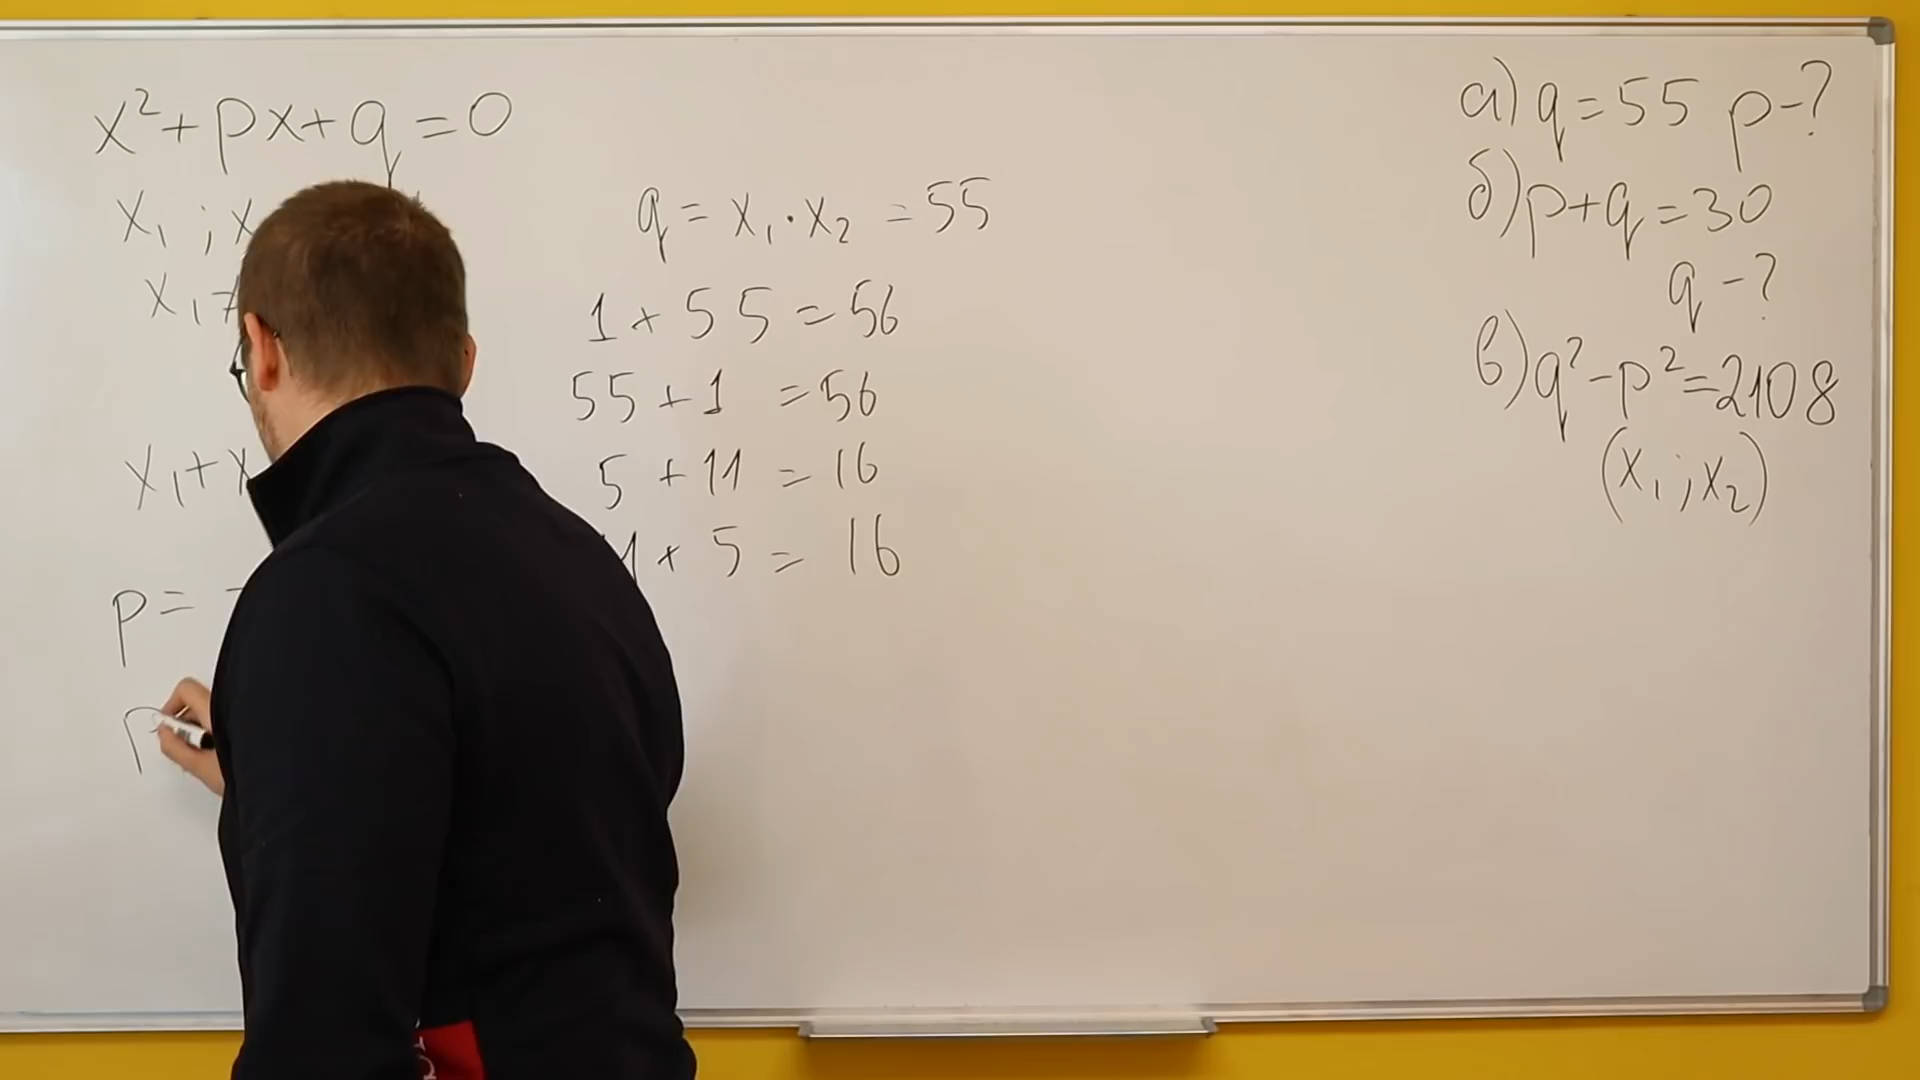 x²+px+q=0
x₁ ; x
x₁≠
x₁+x
p=
p
q = x₁·x₂ =55
1+55=56
55+1 =56
5+11=16
+ 5= 16
а) q=55 p-?
б) p+q=30
q-?
в) q²-p²=2108
(x₁;x₂)